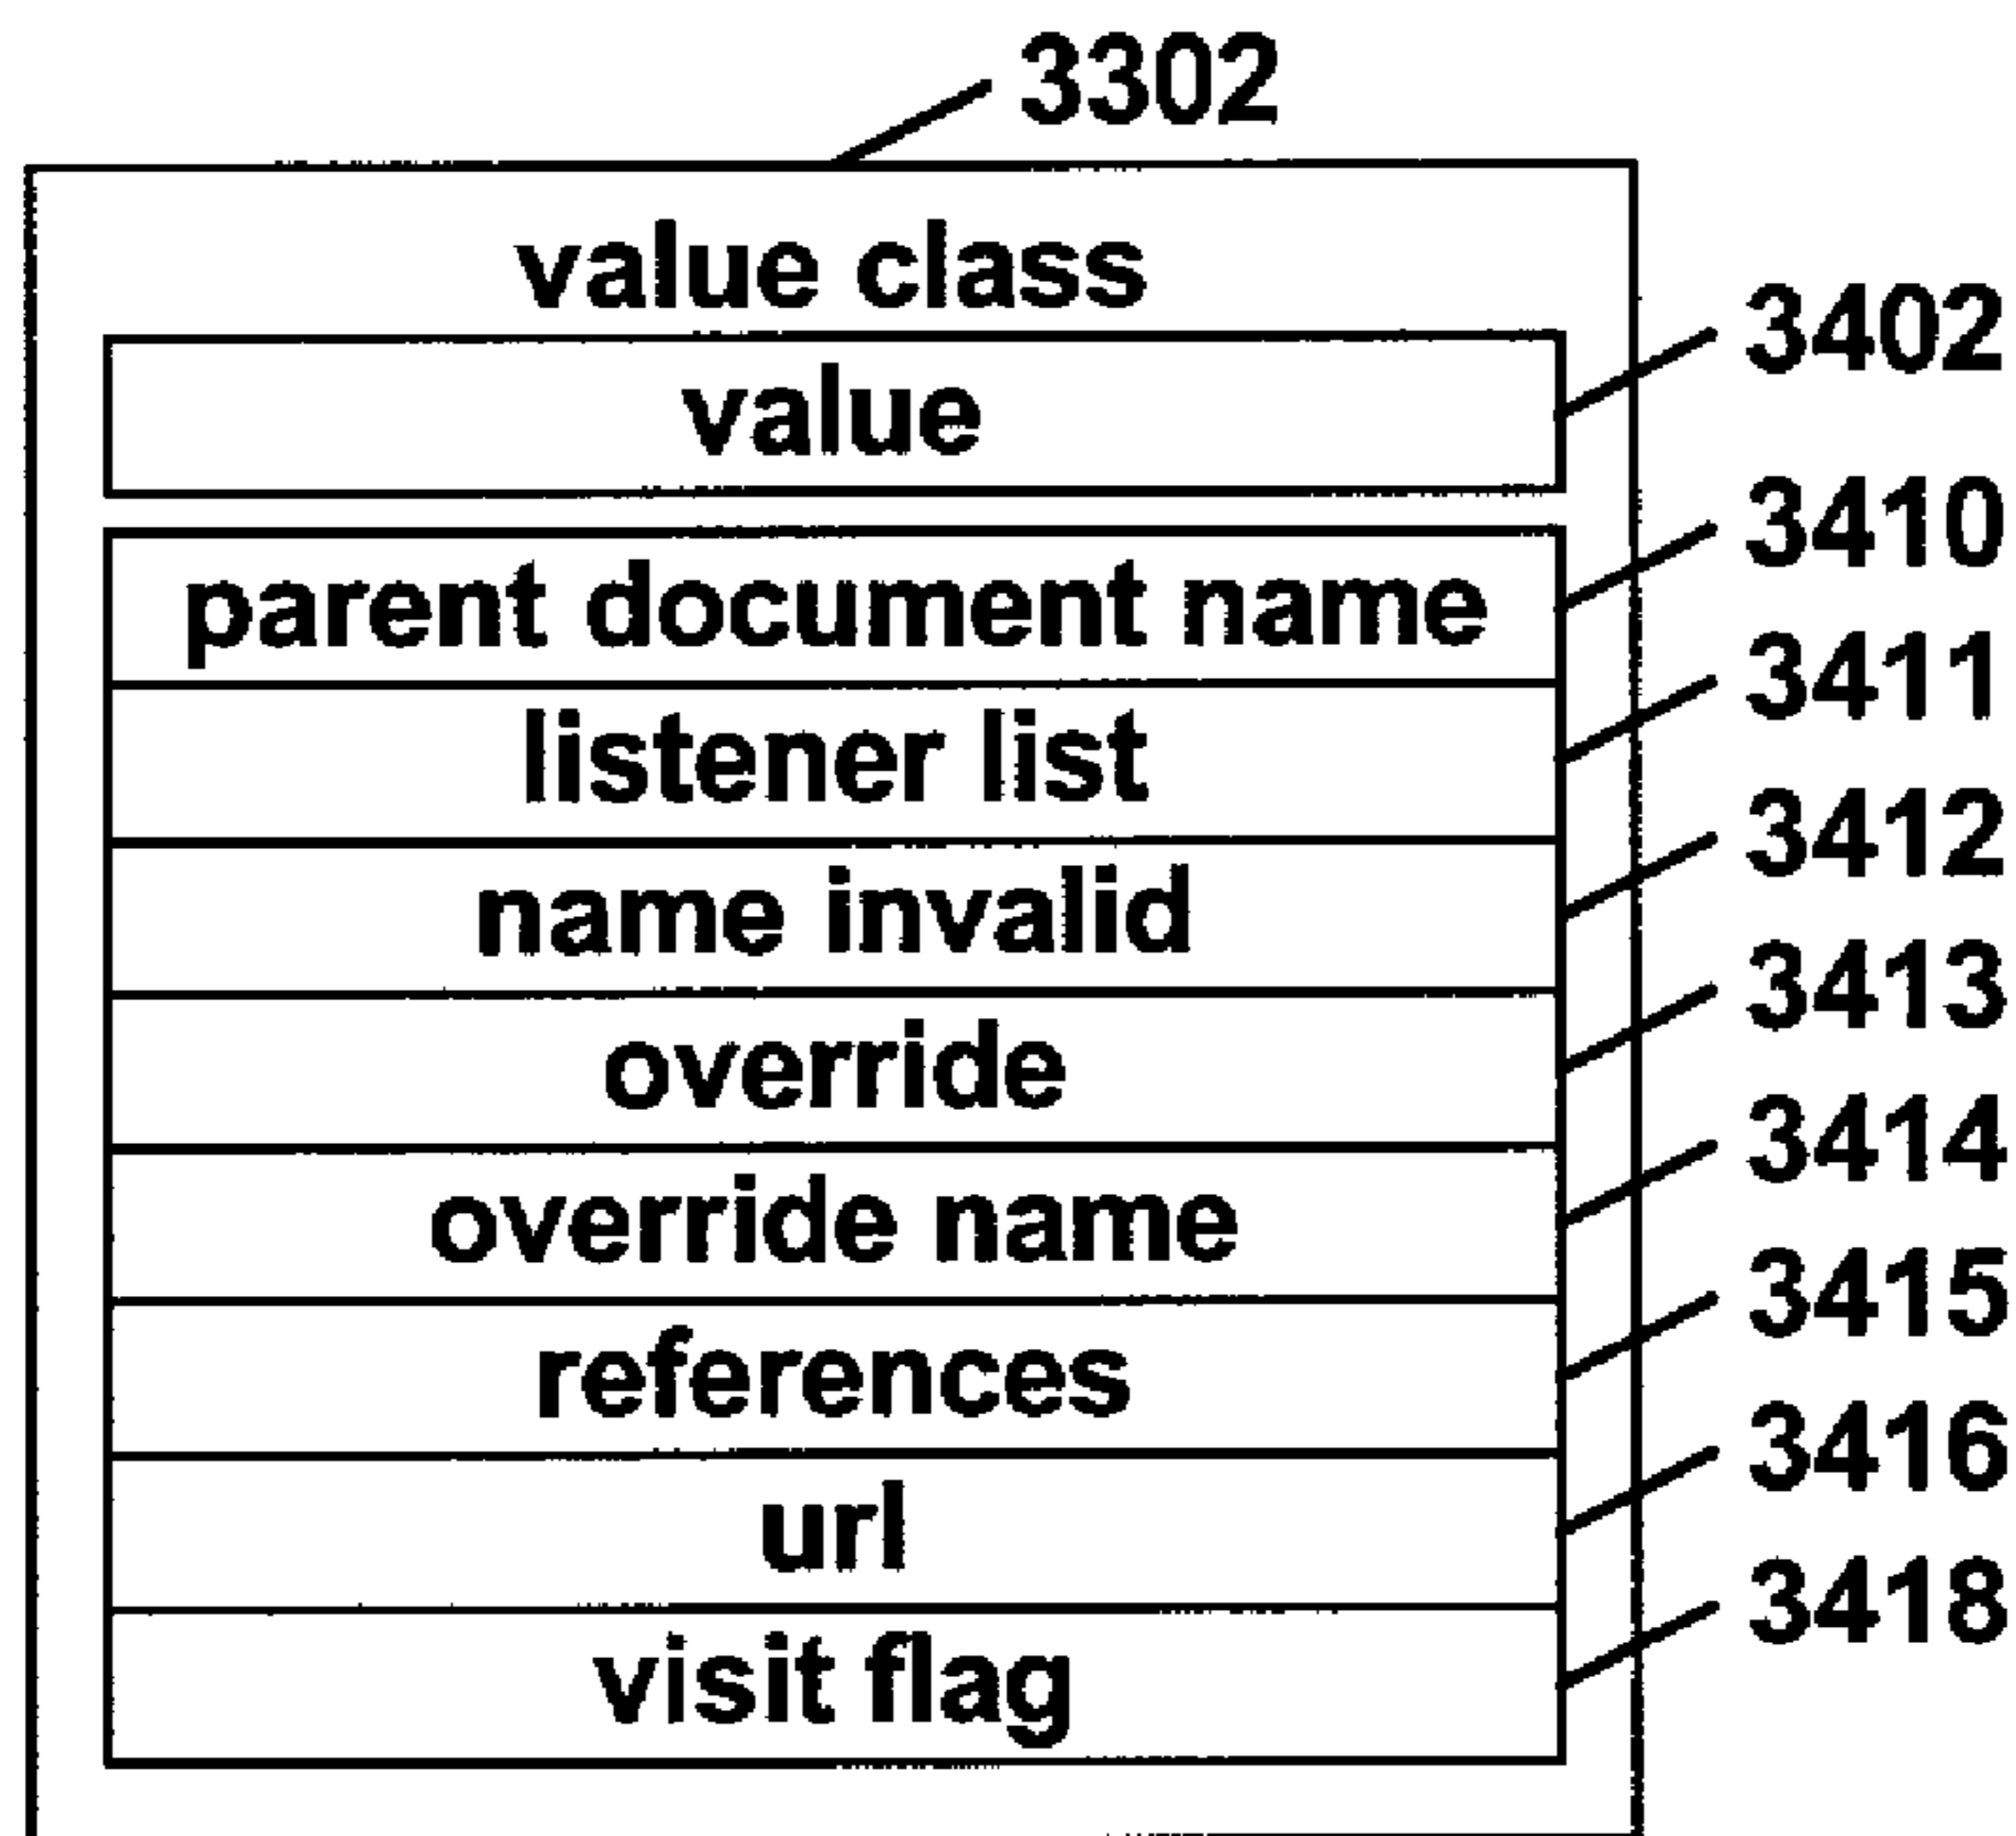 3302
value class
value 3402
parent document name 3410
listener list 3411
name invalid 3412
override 3413
override name 3414
references 3415
url 3416
visit flag 3418